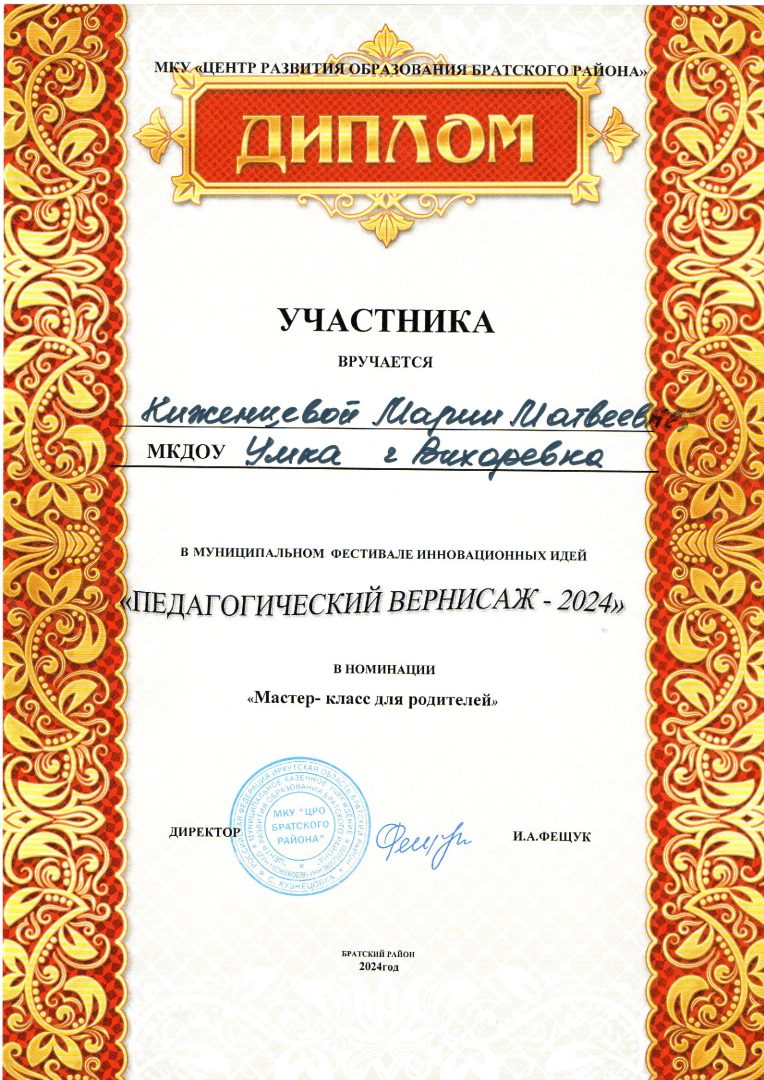 МКУ «ЦЕНТР РАЗВИТИЯ ОБРАЗОВАНИЯ БРАТСКОГО РАЙОНА»
ДИПЛОМ
УЧАСТНИКА
ВРУЧАЕТСЯ
Киженцевой Марии Матвеевне
МКДОУ Умка г Вихоревка
В МУНИЦИПАЛЬНОМ ФЕСТИВАЛЕ ИННОВАЦИОННЫХ ИДЕЙ
«ПЕДАГОГИЧЕСКИЙ ВЕРНИСАЖ - 2024»
В НОМИНАЦИИ
«Мастер- класс для родителей»
МКУ "ЦРО
БРАТСКОГО
РАЙОНА"
С. КУЗНЕЦОВКА
ДИРЕКТОР И.А.ФЕЩУК
БРАТСКИЙ РАЙОН
2024год